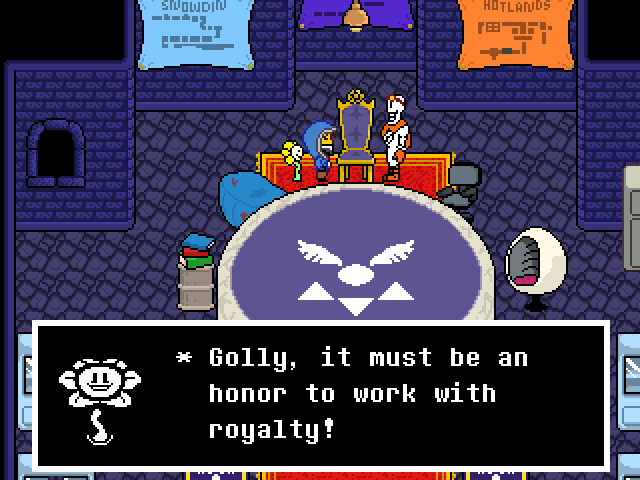 SNOWDIN
HOTLANDS
* Golly, it must be an
honor to work with
royalty!